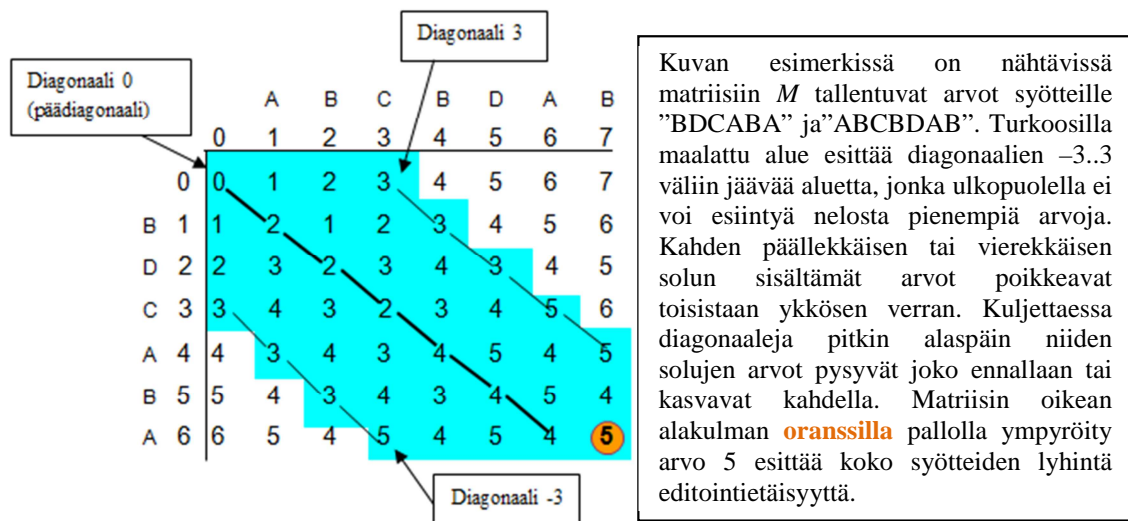 Diagonaali 3
Diagonaali 0
(päädiagonaali)
A B C B D A B
0 1 2 3 4 5 6 7
0 0 1 2 3 4 5 6 7
B 1 1 2 1 2 3 4 5 6
D 2 2 3 2 3 4 3 4 5
C 3 3 4 3 2 3 4 5 6
A 4 4 3 4 3 4 5 4 5
B 5 5 4 3 4 3 4 5 4
A 6 6 5 4 5 4 5 4 5
Diagonaali -3
Kuvan esimerkissä on nähtävissä
matriisiin M tallentuvat arvot syötteille
”BDCABA” ja”ABCBDAB”. Turkoosilla
maalattu alue esittää diagonaalien –3..3
väliin jäävää aluetta, jonka ulkopuolella ei
voi esiintyä nelosta pienempiä arvoja.
Kahden päällekkäisen tai vierekkäisen
solun sisältämät arvot poikkeavat
toisistaan ykkösen verran. Kuljettaessa
diagonaaleja pitkin alaspäin niiden
solujen arvot pysyvät joko ennallaan tai
kasvavat kahdella. Matriisin oikean
alakulman oranssilla pallolla ympyröity
arvo 5 esittää koko syötteiden lyhintä
editointietäisyyttä.